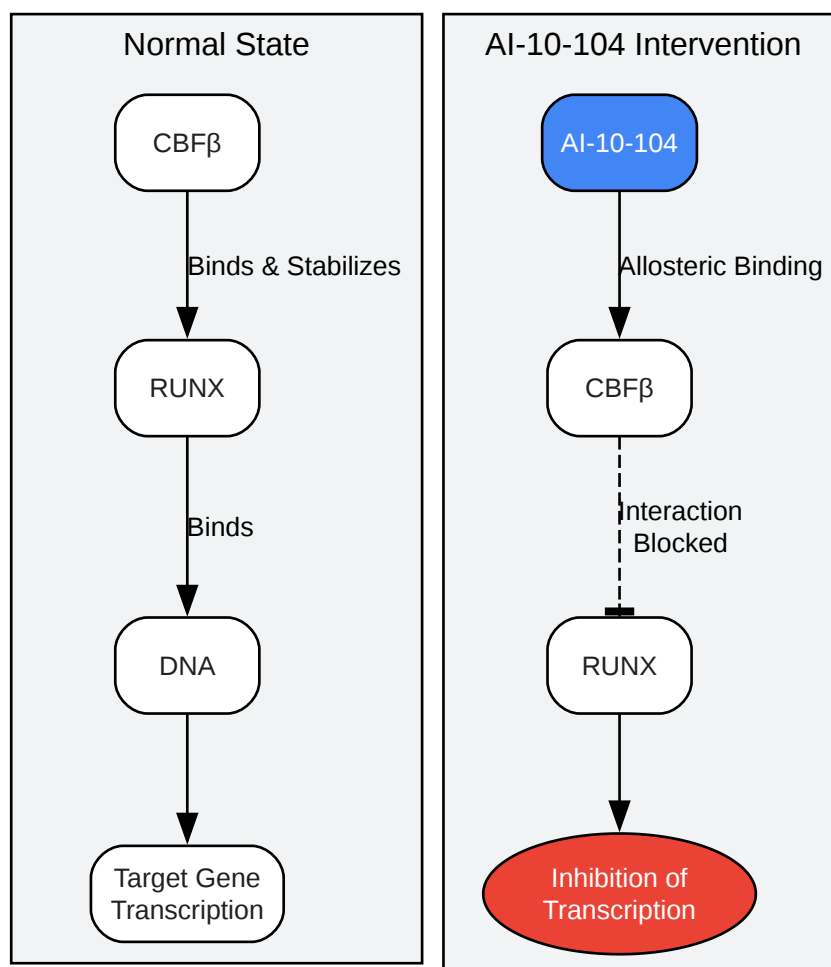 Normal State
CBFβ
Binds & Stabilizes
RUNX
Binds
DNA
Target Gene
Transcription
AI-10-104 Intervention
AI-10-104
Allosteric Binding
CBFβ
Interaction
Blocked
RUNX
Inhibition of
Transcription